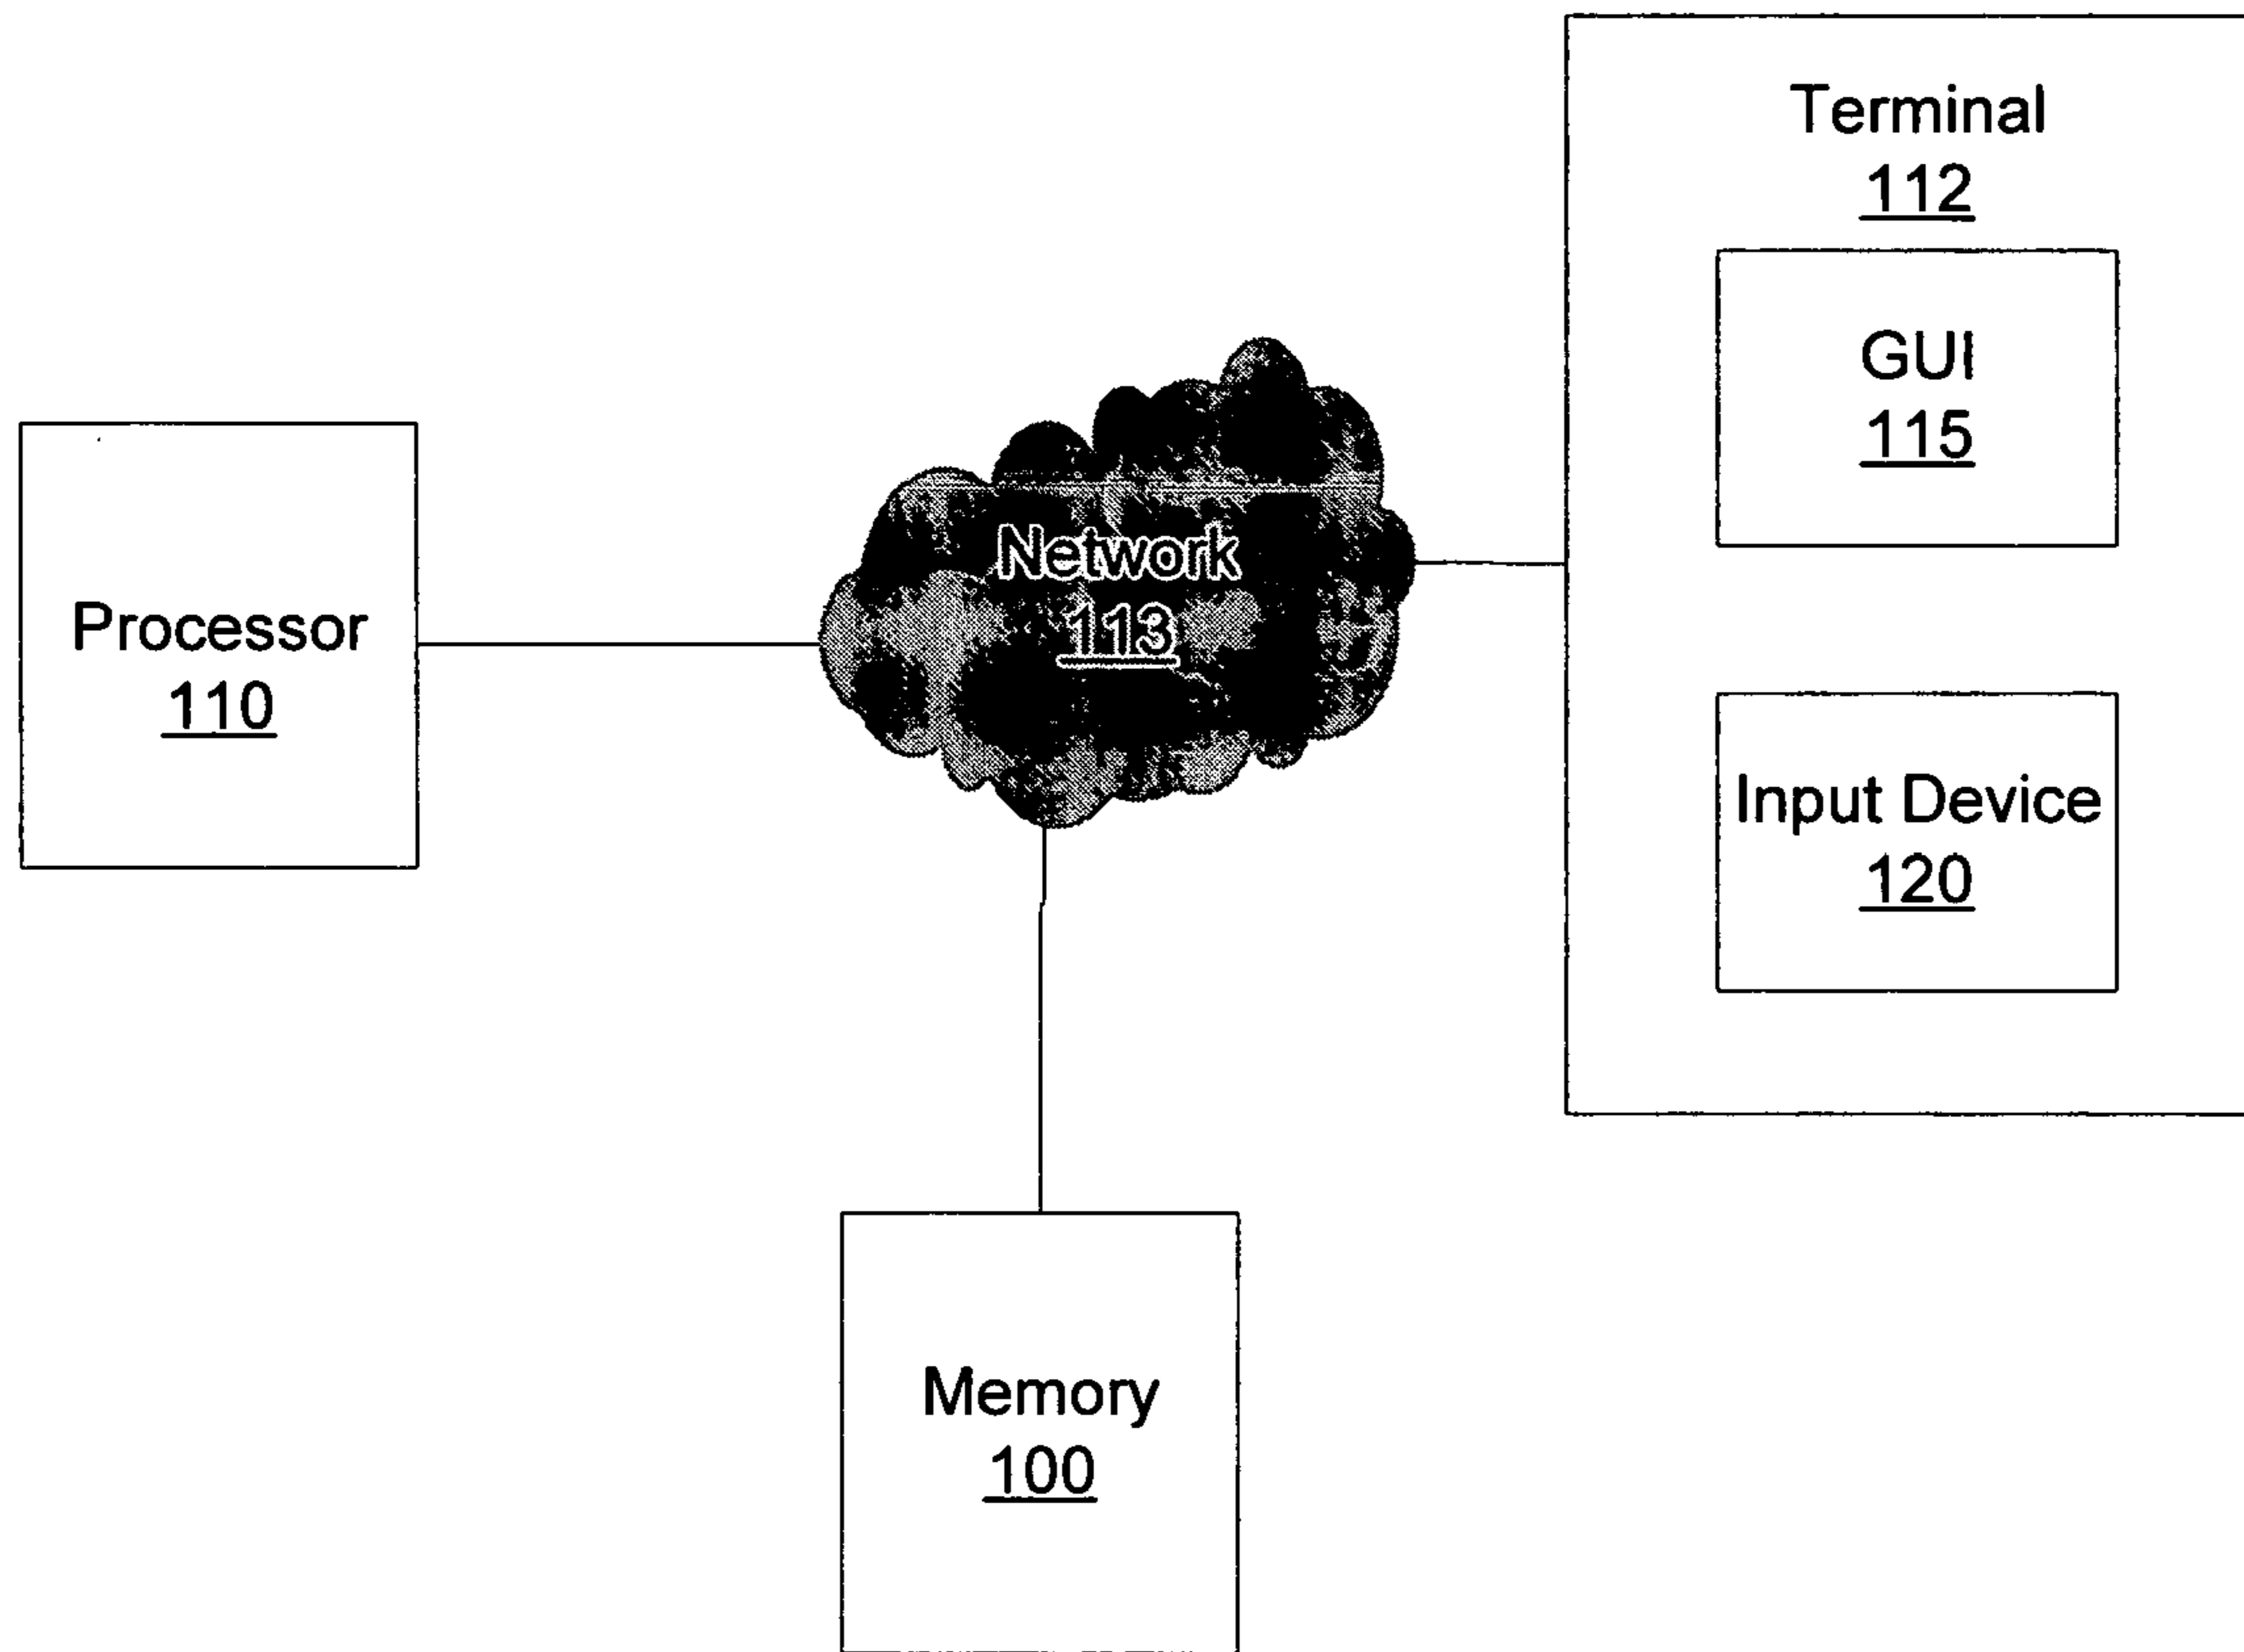 Terminal
112
GUI
115
Network
113
Processor
110
Input Device
120
Memory
100